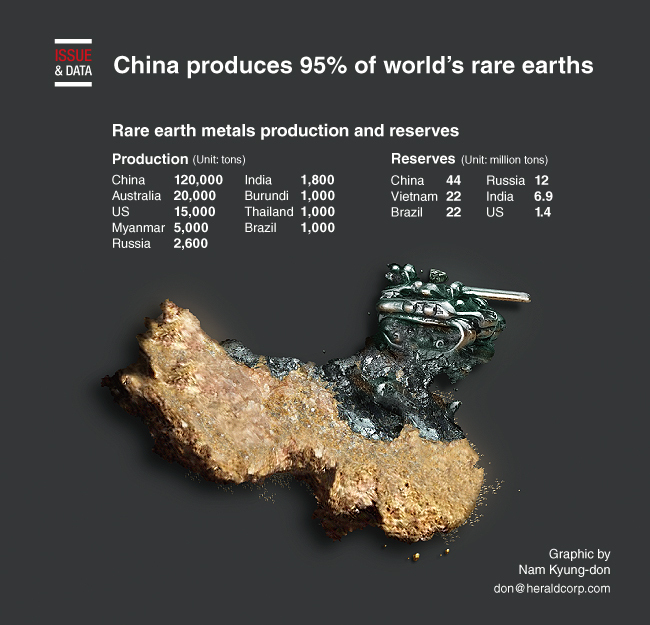 ISSUE
& DATA
China produces 95% of world's rare earths
Rare earth metals production and reserves
Production (Unit: tons)
China 120,000
Australia 20,000
US 15,000
Myanmar 5,000
Russia 2,600
India 1,800
Burundi 1,000
Thailand 1,000
Brazil 1,000
Reserves (Unit: million tons)
China 44
Vietnam 22
Brazil 22
Russia 12
India 6.9
US 1.4
Graphic by
Nam Kyung-don
don@heraldcorp.com